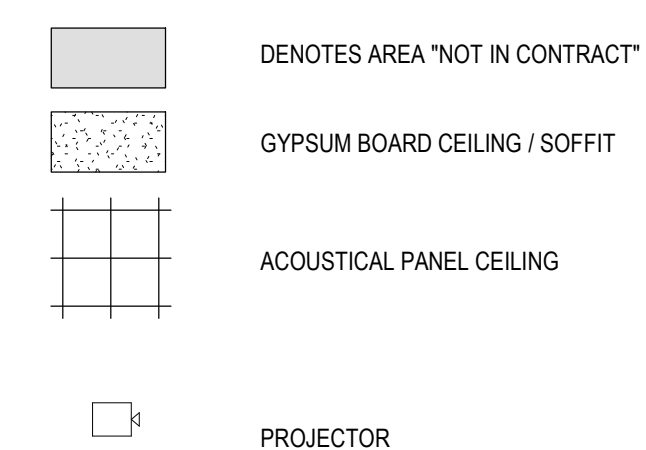 DENOTES AREA "NOT IN CONTRACT"
GYPSUM BOARD CEILING / SOFFIT
ACOUSTICAL PANEL CEILING
PROJECTOR